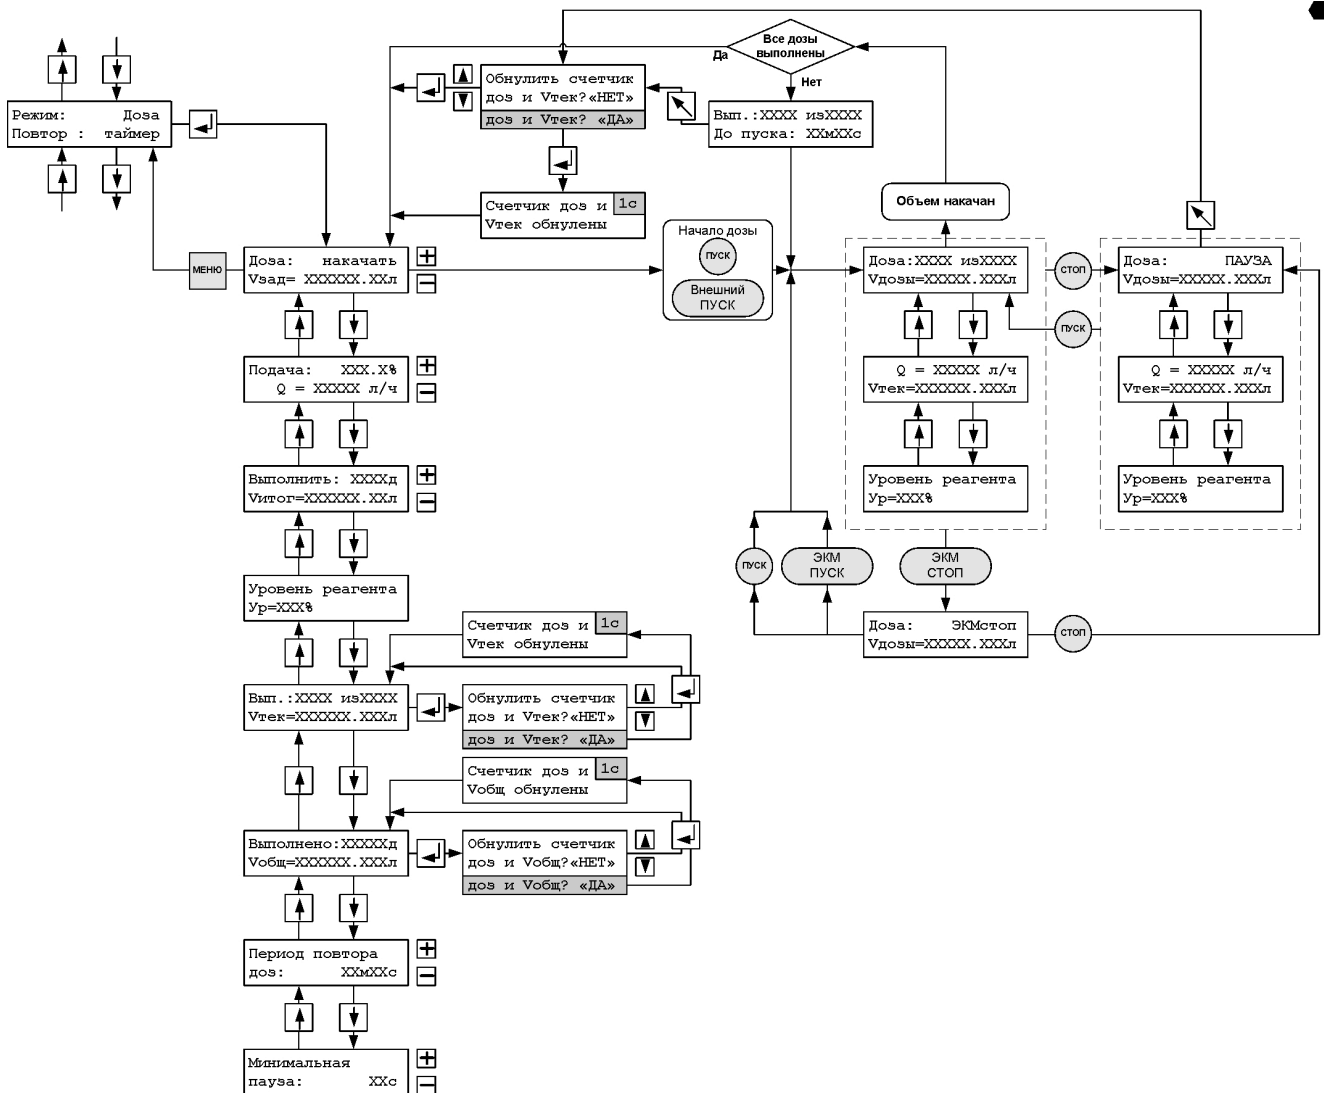 Все дозы
выполнены
Да
Нет
Режим: Доза
Повтор : таймер
Обнулить счетчик
доз и Vтек?«НЕТ»
доз и Vтек? «ДА»
Вып.:XXXX изXXXX
До пуска: XXмXXс
Счетчик доз и 1с
Vтек обнулены
Объем накачан
МЕНЮ
Доза: накачать
Vзад= XXXXXX.XXл
+
−
Начало дозы
ПУСК
Внешний
ПУСК
Доза:XXXX изXXXX
Vдозы=XXXXX.XXXл
СТОП
ПУСК
Доза: ПАУЗА
Vдозы=XXXXX.XXXл
Подача: XXX.X%
Q = XXXXX л/ч
+
−
Q = XXXXX л/ч
Vтек=XXXXXX.XXXл
Q = XXXXX л/ч
Vтек=XXXXXX.XXXл
Выполнить: XXXXд
Vитог=XXXXXX.XXл
+
−
Уровень реагента
Ур=XXX%
Уровень реагента
Ур=XXX%
ПУСК
ЭКМ
ПУСК
ЭКМ
СТОП
Уровень реагента
Ур=XXX%
Доза: ЭКМстоп
Vдозы=XXXXX.XXXл
СТОП
Счетчик доз и 1с
Vтек обнулены
Вып.:XXXX изXXXX
Vтек=XXXXXX.XXXл
Обнулить счетчик
доз и Vтек?«НЕТ»
доз и Vтек? «ДА»
Счетчик доз и 1с
Vобщ обнулены
Выполнено:XXXXXд
Vобщ=XXXXXX.XXXл
Обнулить счетчик
доз и Vобщ?«НЕТ»
доз и Vобщ? «ДА»
Период повтора
доз: XXмXXс
+
−
Минимальная
пауза: XXс
+
−